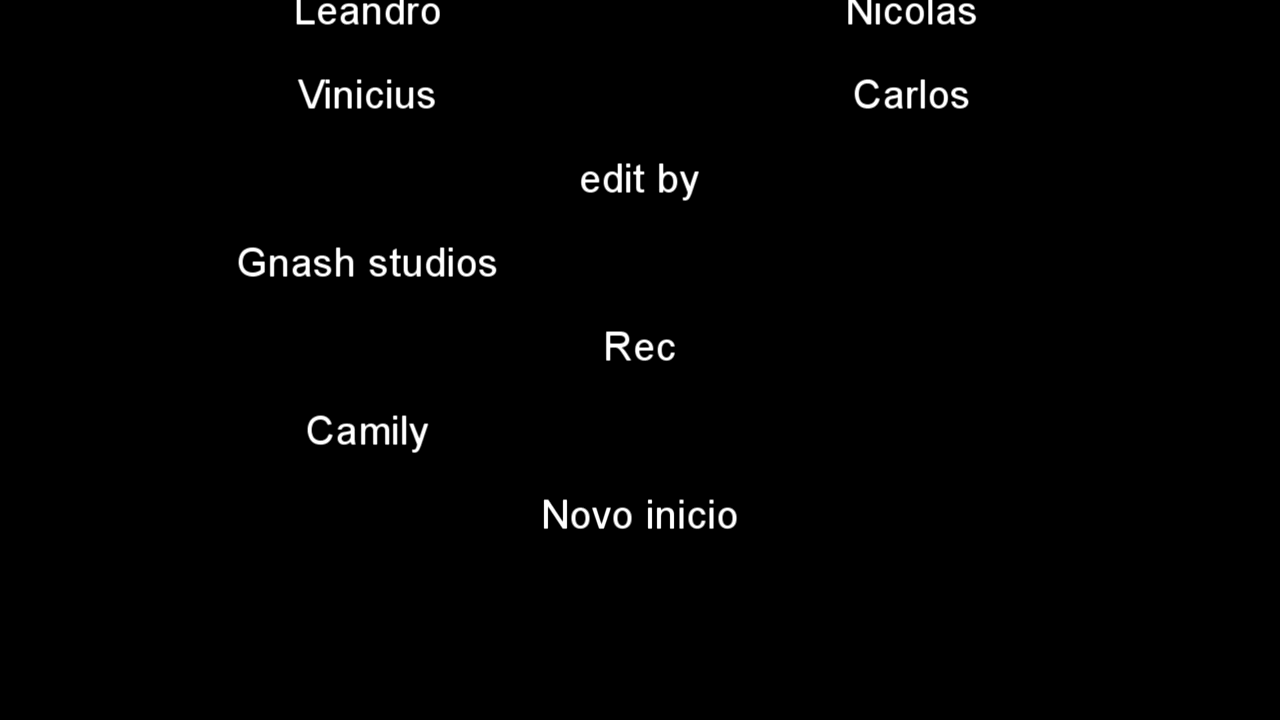 Leandro Nicolas
Vinicius Carlos
edit by
Gnash studios
Rec
Camily
Novo inicio